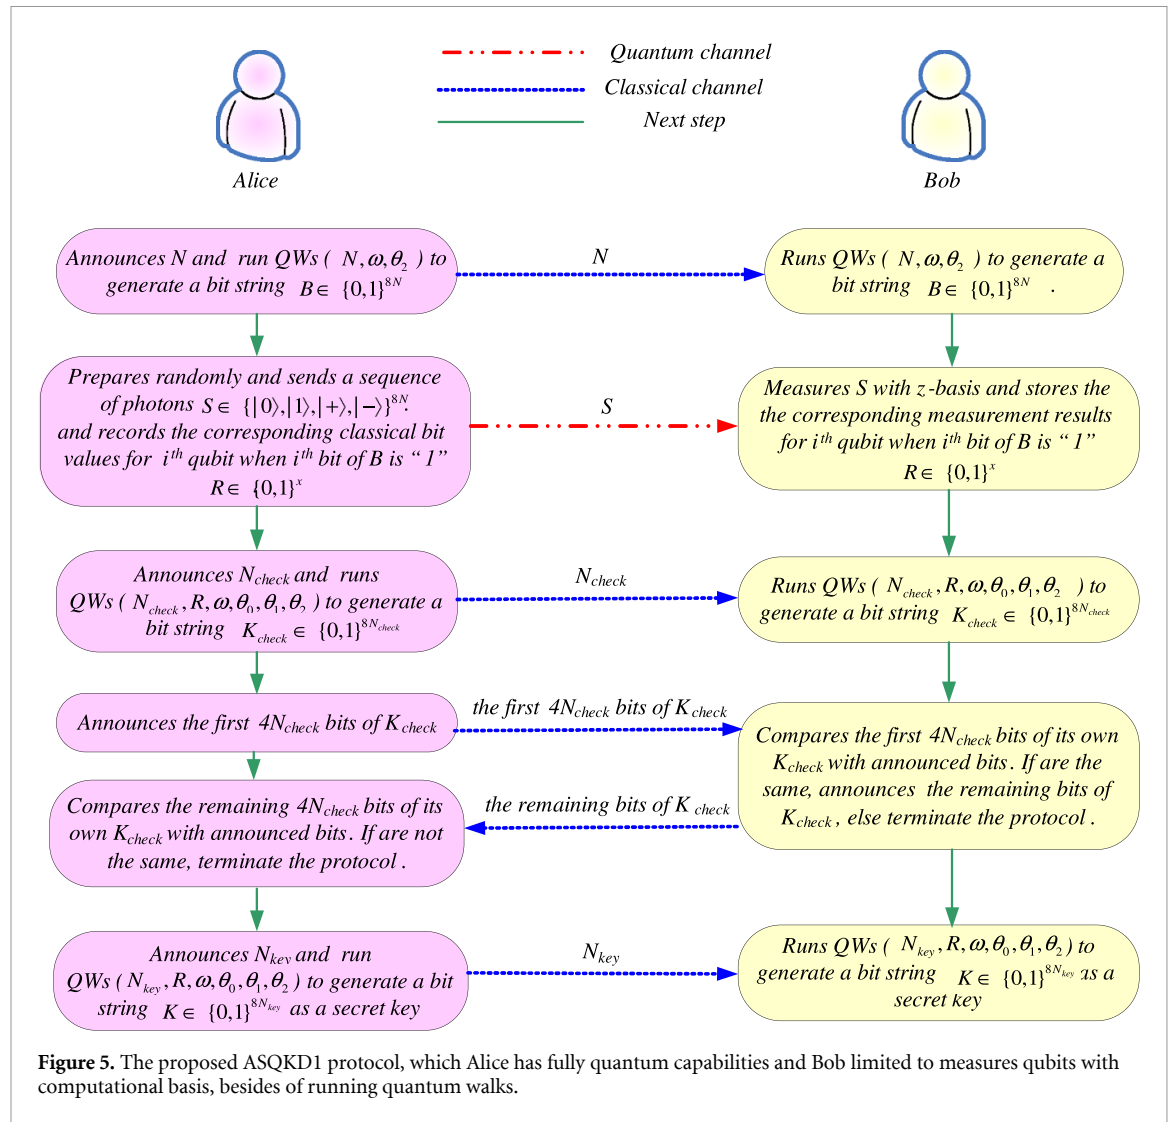 Quantum channel
Classical channel
Next step
Alice
Bob
Announces N and run QWs ( N, ω, θ₂ ) to
generate a bit string B ∈ {0,1}⁸ᴺ
N
Runs QWs ( N, ω, θ₂ ) to generate a
bit string B ∈ {0,1}⁸ᴺ .
Prepares randomly and sends a sequence
of photons S ∈ {|0⟩,|1⟩,|+⟩,|−⟩}⁸ᴺ.
and records the corresponding classical bit
values for iᵗʰ qubit when iᵗʰ bit of B is “ 1”
R ∈ {0,1}ˣ
S
Measures S with z-basis and stores the
the corresponding measurement results
for iᵗʰ qubit when iᵗʰ bit of B is “ 1”
R ∈ {0,1}ˣ
Announces N_check and runs
QWs ( N_check, R, ω, θ₀, θ₁, θ₂ ) to generate a
bit string K_check ∈ {0,1}^8N_check
N_check
Runs QWs ( N_check, R, ω, θ₀, θ₁, θ₂ ) to
generate a bit string K_check ∈ {0,1}^8N_check
Announces the first 4N_check bits of K_check
the first 4N_check bits of K_check
Compares the first 4N_check bits of its own
K_check with announced bits. If are the
same, announces the remaining bits of
K_check , else terminate the protocol .
Compares the remaining 4N_check bits of its
own K_check with announced bits. If are not
the same, terminate the protocol .
the remaining bits of K_check
Announces N_key and run
QWs ( N_key, R, ω, θ₀, θ₁, θ₂ ) to generate a bit
string K ∈ {0,1}^8N_key as a secret key
N_key
Runs QWs ( N_key, R, ω, θ₀, θ₁, θ₂ ) to
generate a bit string K ∈ {0,1}^8N_key as a
secret key
Figure 5. The proposed ASQKD1 protocol, which Alice has fully quantum capabilities and Bob limited to measures qubits with
computational basis, besides of running quantum walks.